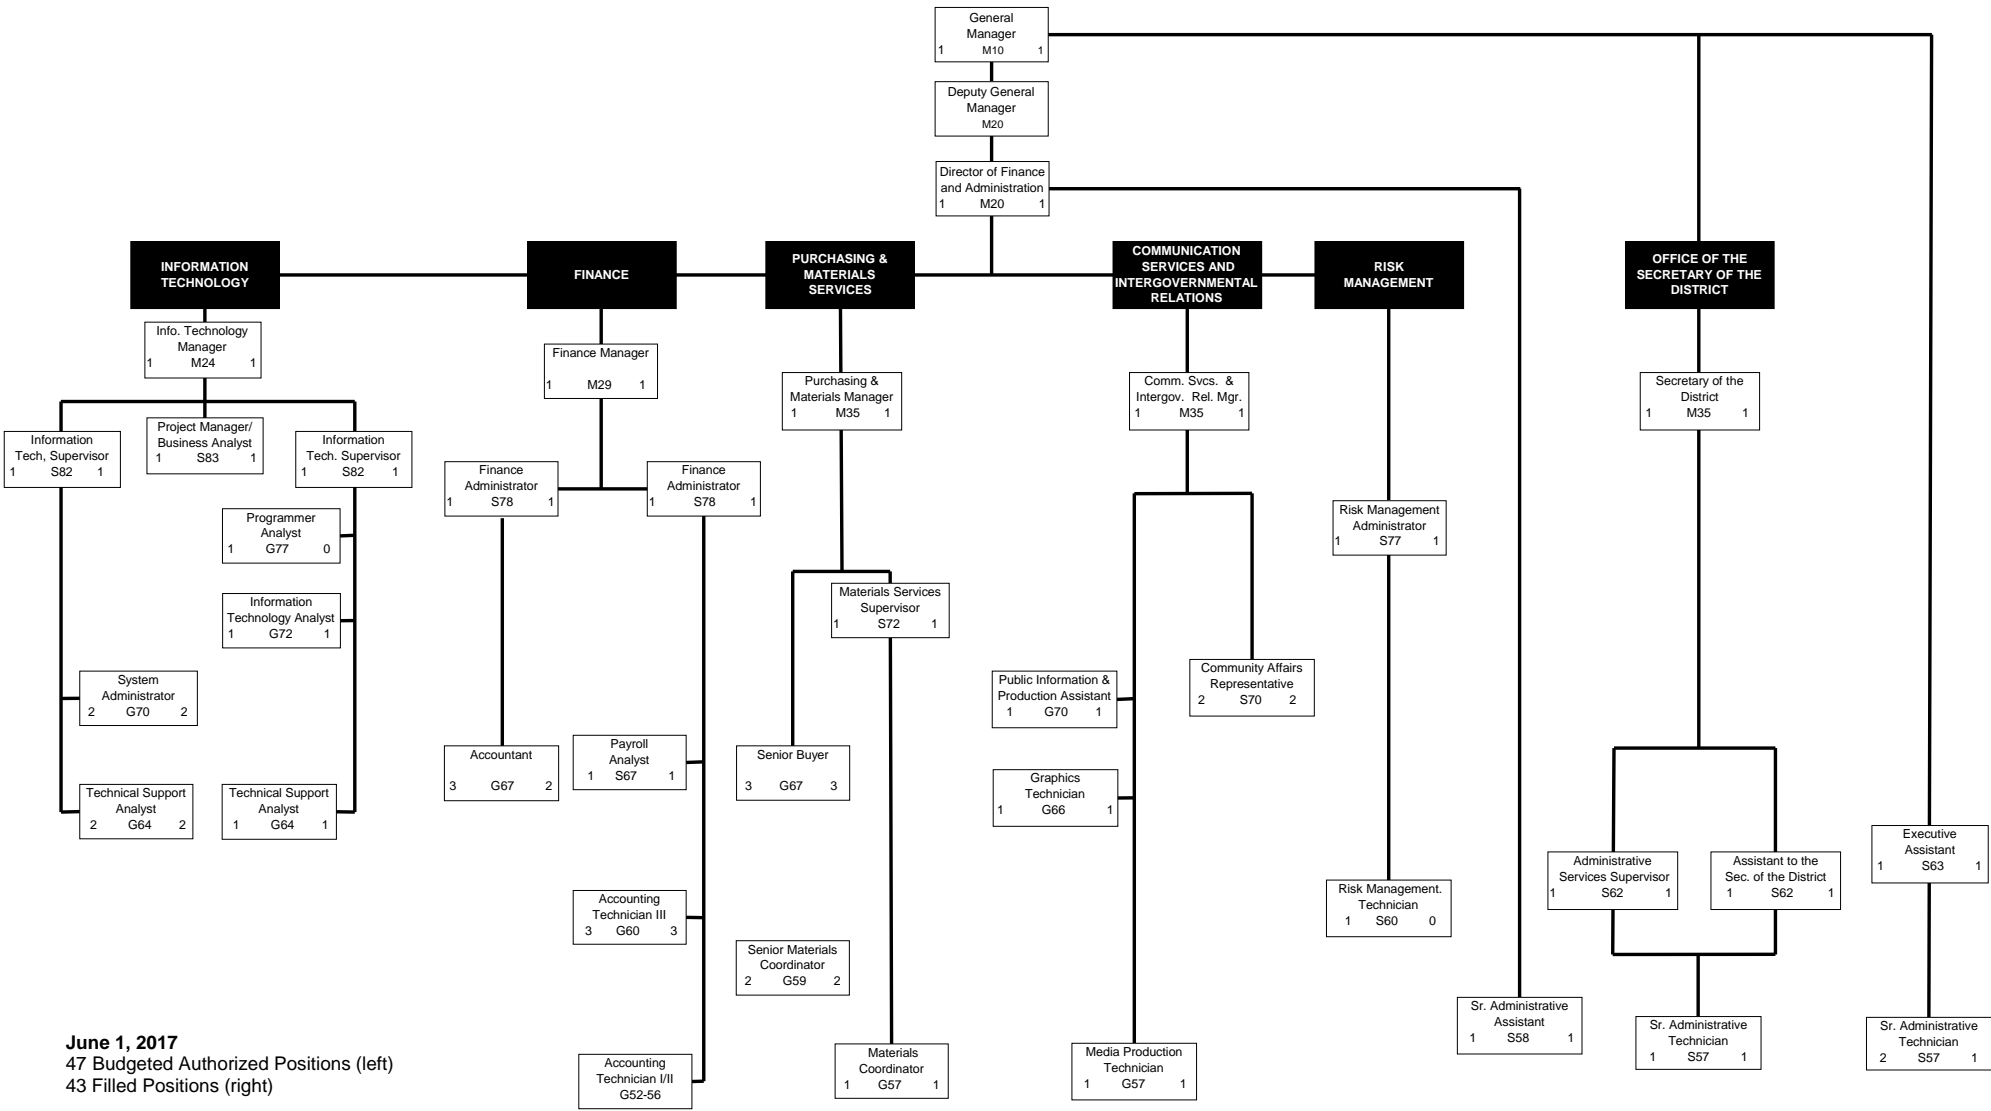 General
Manager
1 M10 1
Deputy General
Manager
M20
Director of Finance
and Administration
1 M20 1
INFORMATION
TECHNOLOGY
Info. Technology
Manager
1 M24 1
Information
Tech, Supervisor
1 S82 1
Project Manager/
Business Analyst
1 S83 1
Information
Tech. Supervisor
1 S82 1
Programmer
Analyst
1 G77 0
Information
Technology Analyst
1 G72 1
System
Administrator
2 G70 2
Technical Support
Analyst
2 G64 2
Technical Support
Analyst
1 G64 1
FINANCE
Finance Manager
1 M29 1
Finance
Administrator
1 S78 1
Finance
Administrator
1 S78 1
Accountant
3 G67 2
Payroll
Analyst
1 S67 1
Accounting
Technician III
3 G60 3
Accounting
Technician I/II
G52-56
PURCHASING &
MATERIALS
SERVICES
Purchasing &
Materials Manager
1 M35 1
Materials Services
Supervisor
1 S72 1
Senior Buyer
3 G67 3
Senior Materials
Coordinator
2 G59 2
Materials
Coordinator
1 G57 1
COMMUNICATION
SERVICES AND
INTERGOVERNMENTAL
RELATIONS
Comm. Svcs. &
Intergov. Rel. Mgr.
1 M35 1
Public Information &
Production Assistant
1 G70 1
Community Affairs
Representative
2 S70 2
Graphics
Technician
1 G66 1
Media Production
Technician
1 G57 1
RISK
MANAGEMENT
Risk Management
Administrator
1 S77 1
Risk Management.
Technician
1 S60 0
Sr. Administrative
Assistant
1 S58 1
OFFICE OF THE
SECRETARY OF THE
DISTRICT
Secretary of the
District
1 M35 1
Administrative
Services Supervisor
1 S62 1
Assistant to the
Sec. of the District
1 S62 1
Sr. Administrative
Technician
1 S57 1
Executive
Assistant
1 S63 1
Sr. Administrative
Technician
2 S57 1
June 1, 2017
47 Budgeted Authorized Positions (left)
43 Filled Positions (right)